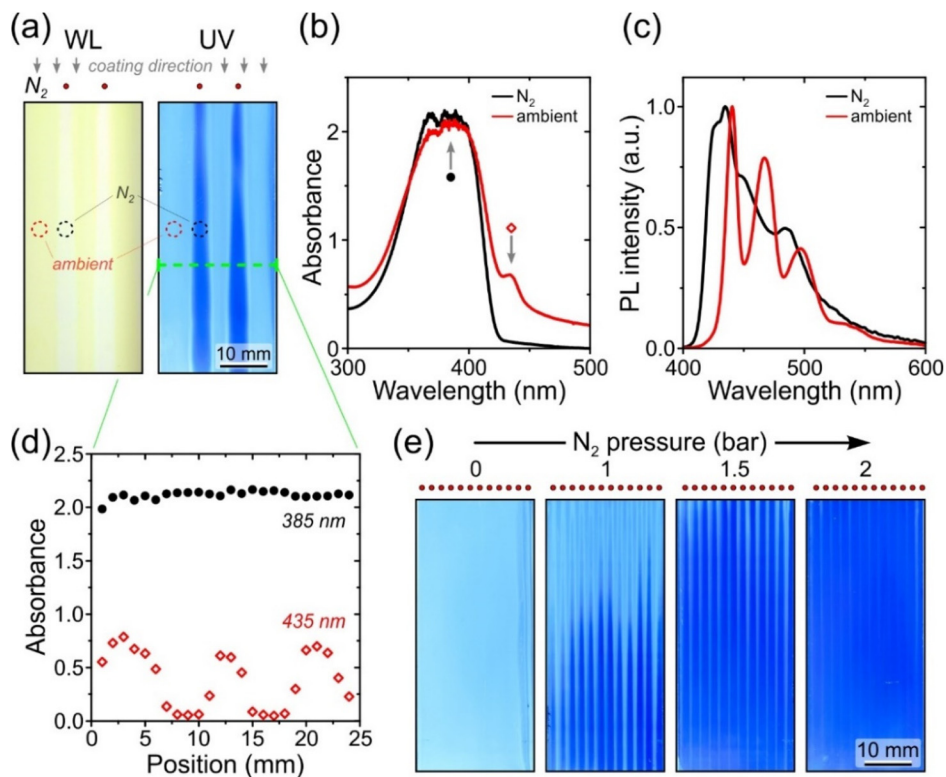 (a)
WL UV
coating direction
N₂
N₂
ambient
10 mm
(b)
N₂
ambient
Absorbance
2
1
0
300 400 500
Wavelength (nm)
(c)
N₂
ambient
PL intensity (a.u.)
1.0
0.5
0.0
400 500 600
Wavelength (nm)
(d)
Absorbance
2.5
2.0
1.5
1.0
0.5
0.0
385 nm
435 nm
0 5 10 15 20 25
Position (mm)
(e)
N₂ pressure (bar)
0 1 1.5 2
10 mm